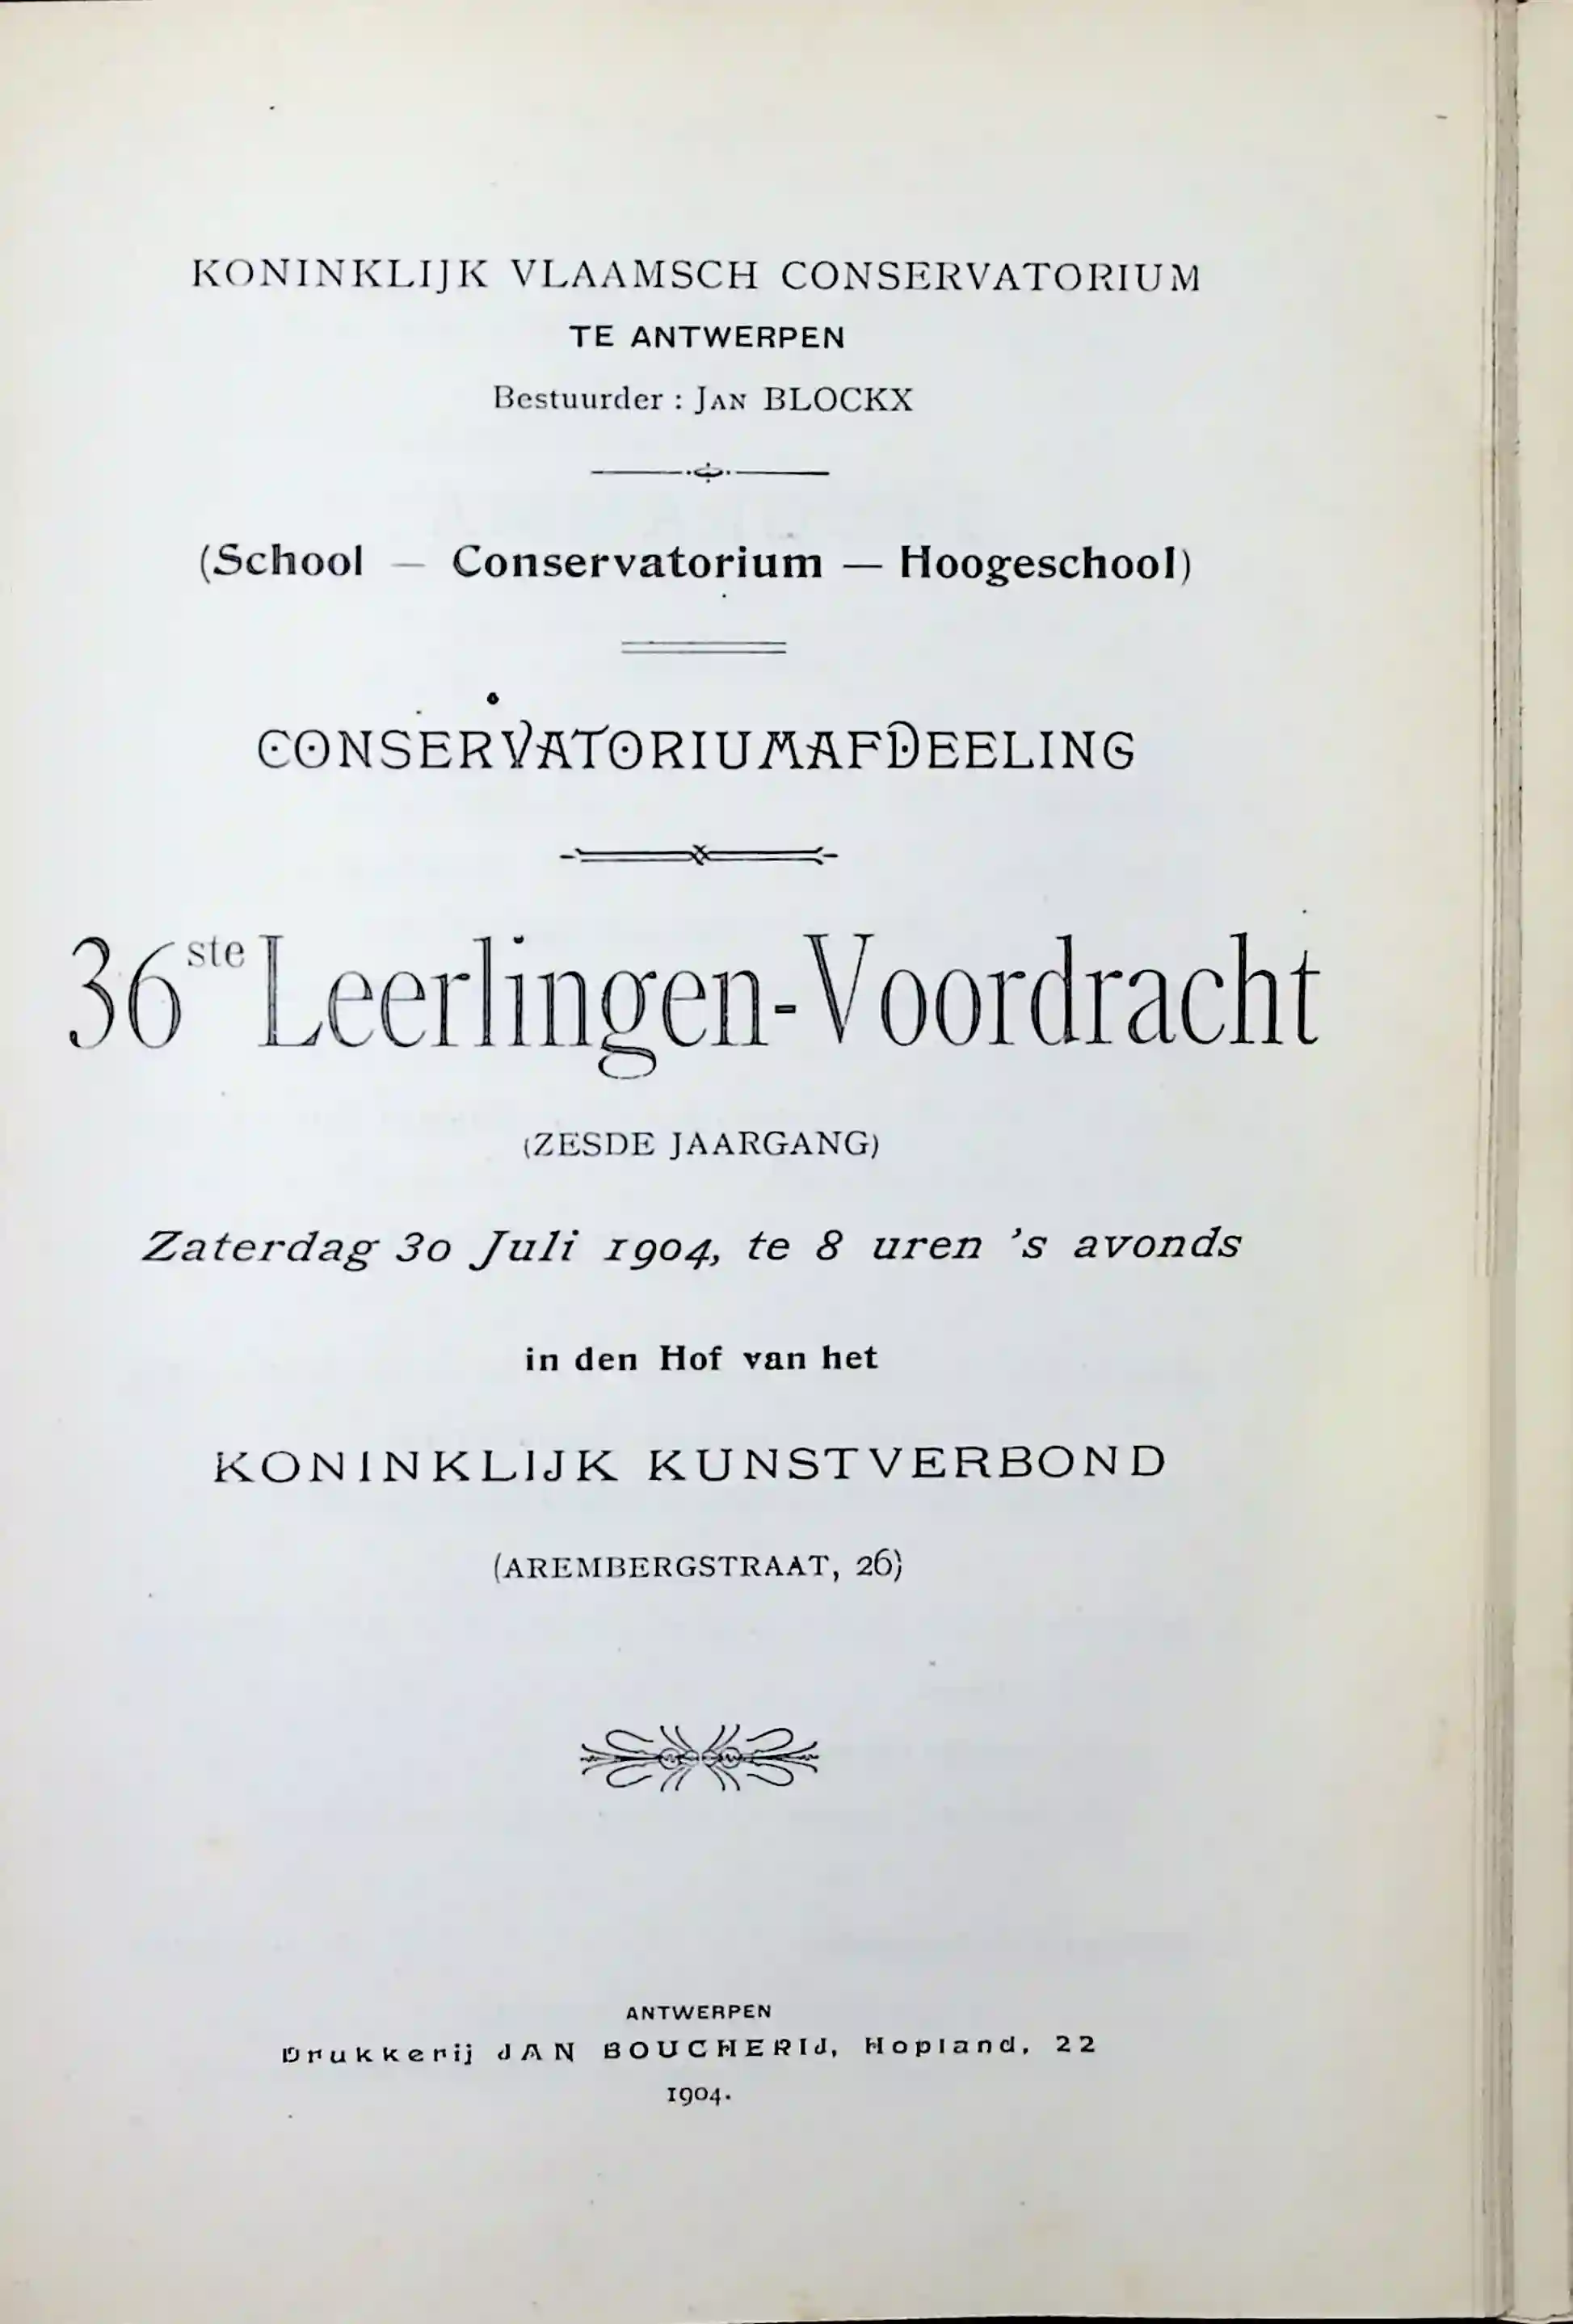 KONINKLIJK VLAAMSCH CONSERVATORIUM
TE ANTWERPEN
Bestuurder : JAN BLOCKX
(School — Conservatorium — Hoogeschool)
CONSERVATORIUMAFDEELING
36ste Leerlingen-Voordracht
(ZESDE JAARGANG)
Zaterdag 30 Juli 1904, te 8 uren 's avonds
in den Hof van het
KONINKLIJK KUNSTVERBOND
(AREMBERGSTRAAT, 26)
ANTWERPEN
Drukkerij JAN BOUCHERIJ, Hopland, 22
1904.